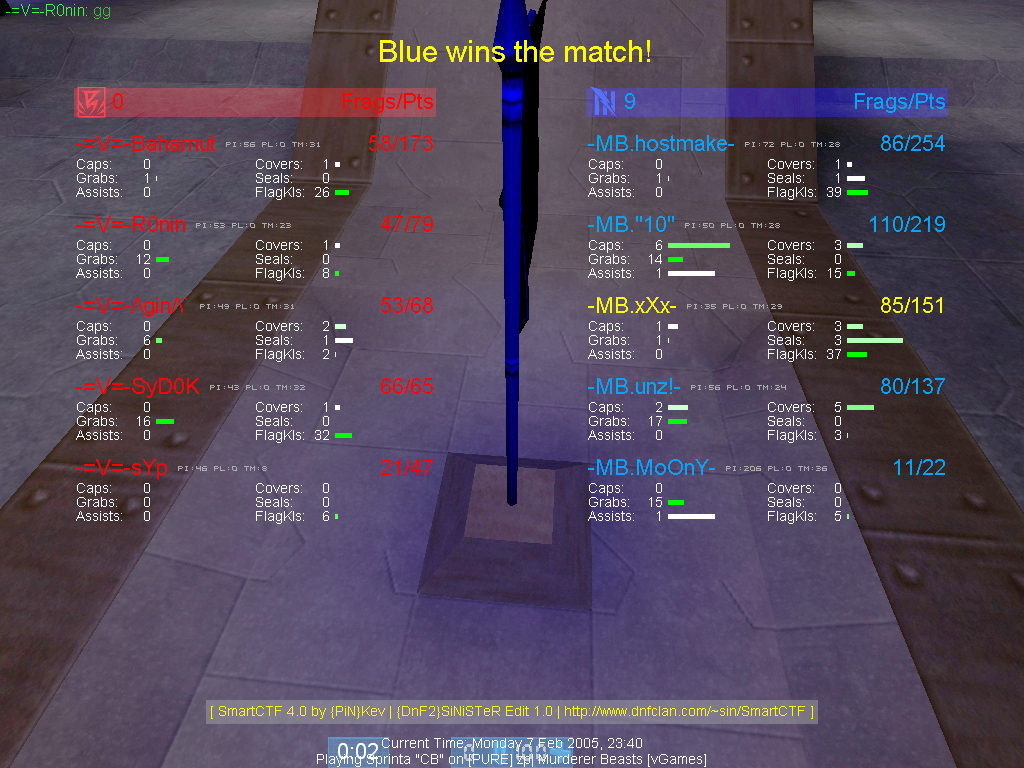 -=V=-R0nin: gg
Blue wins the match!
0 Frags/Pts
-=V=-Bahamut PI:56 PL:0 TM:31 58/173
Caps: 0 Covers: 1
Grabs: 1 Seals: 0
Assists: 0 FlagKls: 26
-=V=-R0nin PI:53 PL:0 TM:23 47/79
Caps: 0 Covers: 1
Grabs: 12 Seals: 0
Assists: 0 FlagKls: 8
PI:49 PL:0 TM:31 53/68
Caps: 0 Covers: 2
Grabs: 6 Seals: 1
Assists: 0 FlagKls: 2
-=V=-SyD0K PI:43 PL:0 TM:32 66/65
Caps: 0 Covers: 1
Grabs: 16 Seals: 0
Assists: 0 FlagKls: 32
-=V=-sYp PI:46 PL:0 TM:8 21/47
Caps: 0 Covers: 0
Grabs: 0 Seals: 0
Assists: 0 FlagKls: 6
9 Frags/Pts
-MB.hostmake- PI:72 PL:0 TM:28 86/254
Caps: 0 Covers: 1
Grabs: 1 Seals: 1
Assists: 0 FlagKls: 39
-MB."10" PI:50 PL:0 TM:28 110/219
Caps: 6 Covers: 3
Grabs: 14 Seals: 0
Assists: 1 FlagKls: 15
-MB.xXx- PI:35 PL:0 TM:29 85/151
Caps: 1 Covers: 3
Grabs: 1 Seals: 3
Assists: 0 FlagKls: 37
-MB.unz!- PI:56 PL:0 TM:24 80/137
Caps: 2 Covers: 5
Grabs: 17 Seals: 0
Assists: 0 FlagKls: 3
-MB.MoOnY- PI:206 PL:0 TM:36 11/22
Caps: 0 Covers: 0
Grabs: 15 Seals: 0
Assists: 1 FlagKls: 5
[ SmartCTF 4.0 by {PiN}Kev | {DnF2}SiNiSTeR Edit 1.0 | http://www.dnfclan.com/~sin/SmartCTF ]
0:02
Current Time: Monday 7 Feb 2005, 23:40
Playing Sprinta "CB" on [PURE] zp| Murderer Beasts [vGames]